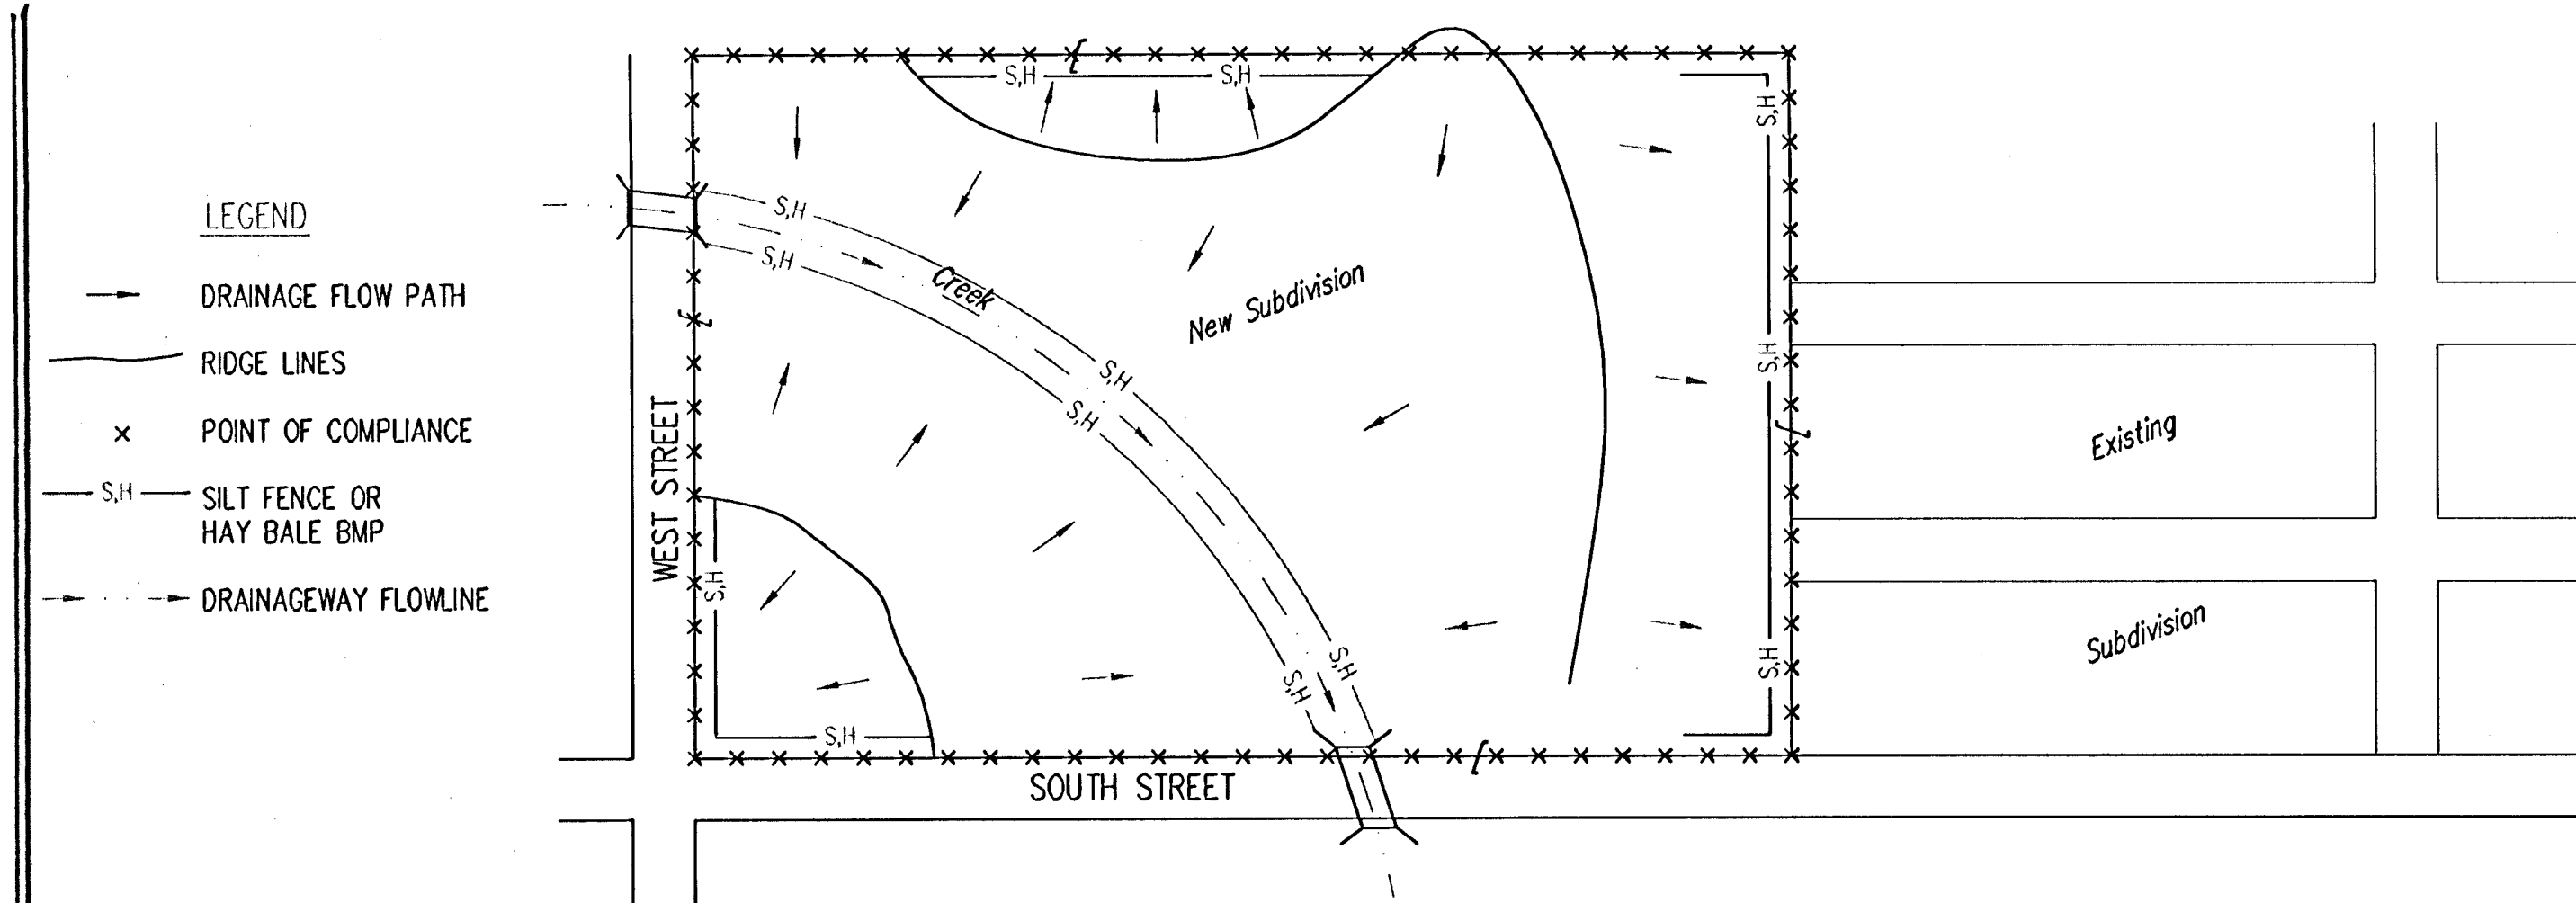 LEGEND
DRAINAGE FLOW PATH
RIDGE LINES
× POINT OF COMPLIANCE
S,H SILT FENCE OR
HAY BALE BMP
DRAINAGEWAY FLOWLINE
S,H S,H
S,H
S,H
S,H
Creek
New Subdivision
S,H
S,H
S,H
WEST STREET
Existing
S,H
Subdivision
S,H
S,H
S,H
S,H
SOUTH STREET